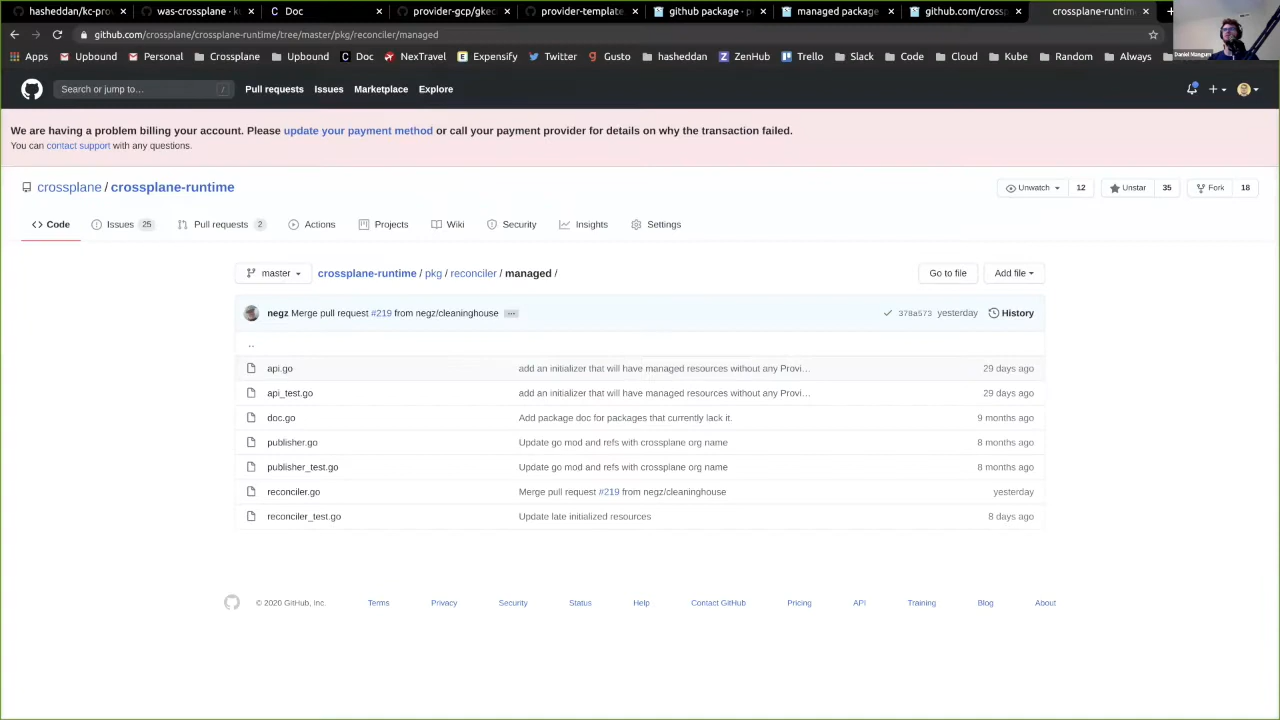 hasheddan/kc-pro
was-crossplane · k
Doc
provider-gcp/gke
provider-template
github package · p
managed package
github.com/crossp
crossplane-runtime
github.com/crossplane/crossplane-runtime/tree/master/pkg/reconciler/managed
Daniel Mangum
Apps
Upbound
Personal
Crossplane
Upbound
Doc
NexTravel
Expensify
Twitter
Gusto
hasheddan
ZenHub
Trello
Slack
Code
Cloud
Kube
Random
Always
Search or jump to…
/
Pull requests
Issues
Marketplace
Explore
We are having a problem billing your account. Please update your payment method or call your payment provider for details on why the transaction failed.
You can contact support with any questions.
crossplane / crossplane-runtime
Unwatch 12
Unstar 35
Fork 18
Code
Issues 25
Pull requests 2
Actions
Projects
Wiki
Security
Insights
Settings
master
crossplane-runtime / pkg / reconciler / managed /
Go to file
Add file
negz Merge pull request #219 from negz/cleaninghouse …
378a573 yesterday
History
..
api.go add an initializer that will have managed resources without any Provi… 29 days ago
api_test.go add an initializer that will have managed resources without any Provi… 29 days ago
doc.go Add package doc for packages that currently lack it. 9 months ago
publisher.go Update go mod and refs with crossplane org name 8 months ago
publisher_test.go Update go mod and refs with crossplane org name 8 months ago
reconciler.go Merge pull request #219 from negz/cleaninghouse yesterday
reconciler_test.go Update late initialized resources 8 days ago
© 2020 GitHub, Inc.
Terms
Privacy
Security
Status
Help
Contact GitHub
Pricing
API
Training
Blog
About